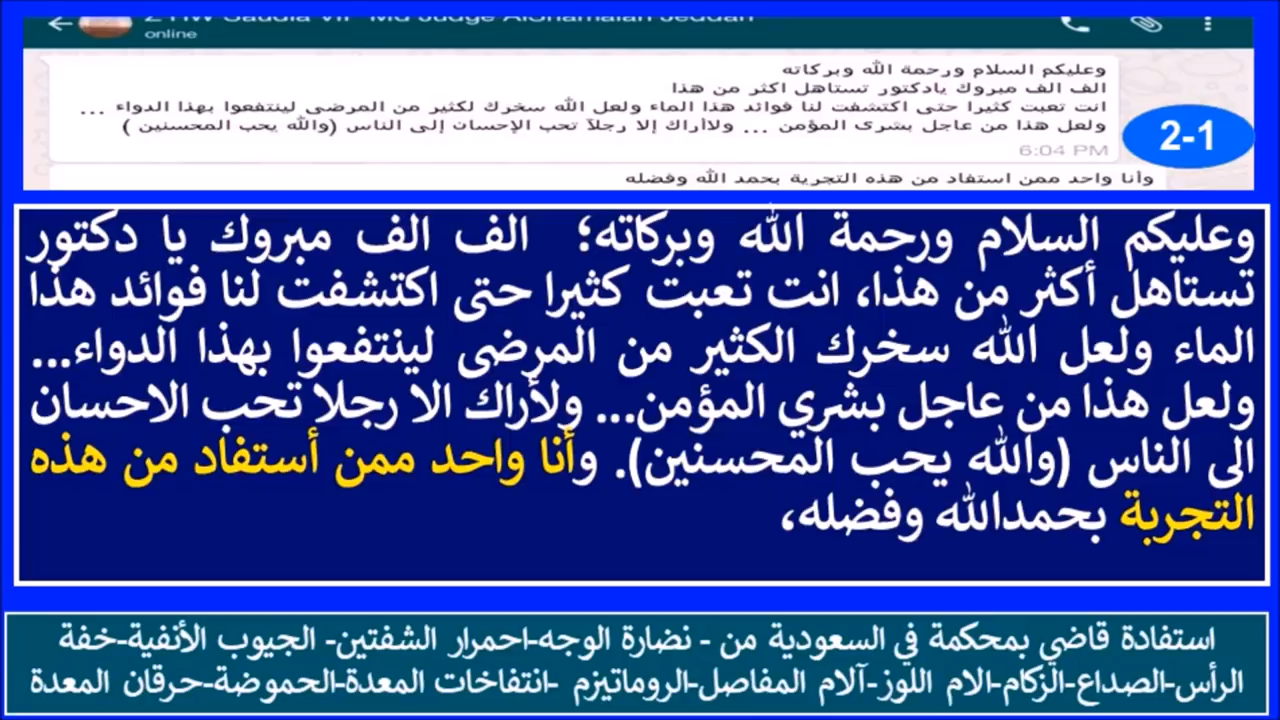 online
وعليكم السلام ورحمة الله وبركاته
الف الف مبروك يادكتور تستاهل اكثر من هذا
انت تعبت كثيرا حتى اكتشفت لنا فوائد هذا الماء ولعل الله سخرك لكثير من المرضى لينتفعوا بهذا الدواء ...
ولعل هذا من عاجل بشرى المؤمن ... ولاأراك إلا رجلآ تحب الإحسان إلى الناس (والله يحب المحسنين )
6:04 PM
2-1
وأنا واحد ممن استفاد من هذه التجرية بحمد الله وفضله
وعليكم السلام ورحمة الله وبركاته؛ الف الف مبروك يا دكتور
تستاهل أكثر من هذا، انت تعبت كثيرا حتى اكتشفت لنا فوائد هذا
الماء ولعل الله سخرك الكثير من المرضى لينتفعوا بهذا الدواء...
ولعل هذا من عاجل بشري المؤمن... ولأراك الا رجلا تحب الاحسان
الى الناس (والله يحب المحسنين). وأنا واحد ممن أستفاد من هذه
التجربة بحمدالله وفضله،
استفادة قاضي بمحكمة في السعودية من - نضارة الوجه-احمرار الشفتين- الجيوب الأنفية-خفة
الرأس-الصداع-الزكام-الام اللوز-آلام المفاصل-الروماتيزم -انتفاخات المعدة-الحموضة-حرقان المعدة